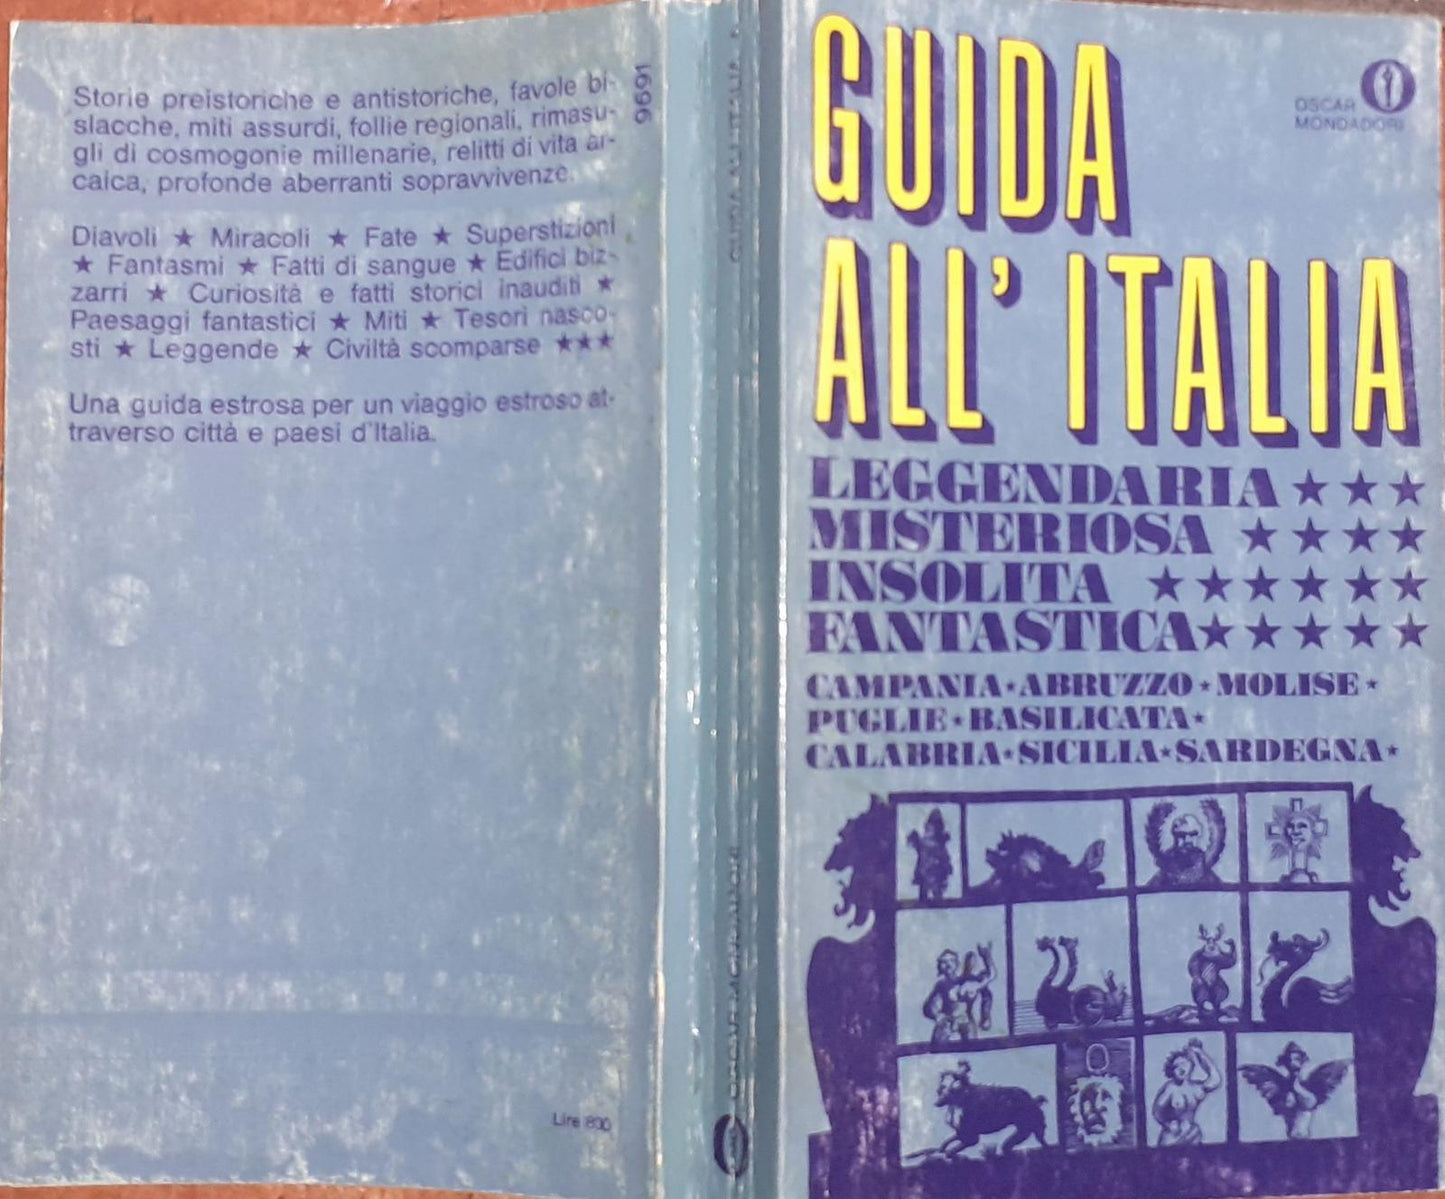 Storie preistoriche e antistoriche, favole bi-
slacche, miti assurdi, follie regionali, rimasu-
gli di cosmogonie millenarie, relitti di vita ar-
caica, profonde aberranti sopravvivenze.
Diavoli ★ Miracoli ★ Fate ★ Superstizioni
★ Fantasmi ★ Fatti di sangue ★ Edifici biz-
zarri ★ Curiosità e fatti storici inauditi ★
Paesaggi fantastici ★ Miti ★ Tesori nasco-
sti ★ Leggende ★ Civiltà scomparse ★★★
Una guida estrosa per un viaggio estroso at-
traverso città e paesi d'Italia.
Lire 800
GUIDA ALL'ITALIA
OSCAR MONDADORI
GUIDA
ALL' ITALIA
OSCAR
MONDADORI
LEGGENDARIA ★ ★ ★
MISTERIOSA ★ ★ ★ ★
INSOLITA ★ ★ ★ ★ ★ ★
FANTASTICA ★ ★ ★ ★ ★
CAMPANIA ★ ABRUZZO ★ MOLISE ★
PUGLIE ★ BASILICATA ★
CALABRIA ★ SICILIA ★ SARDEGNA ★